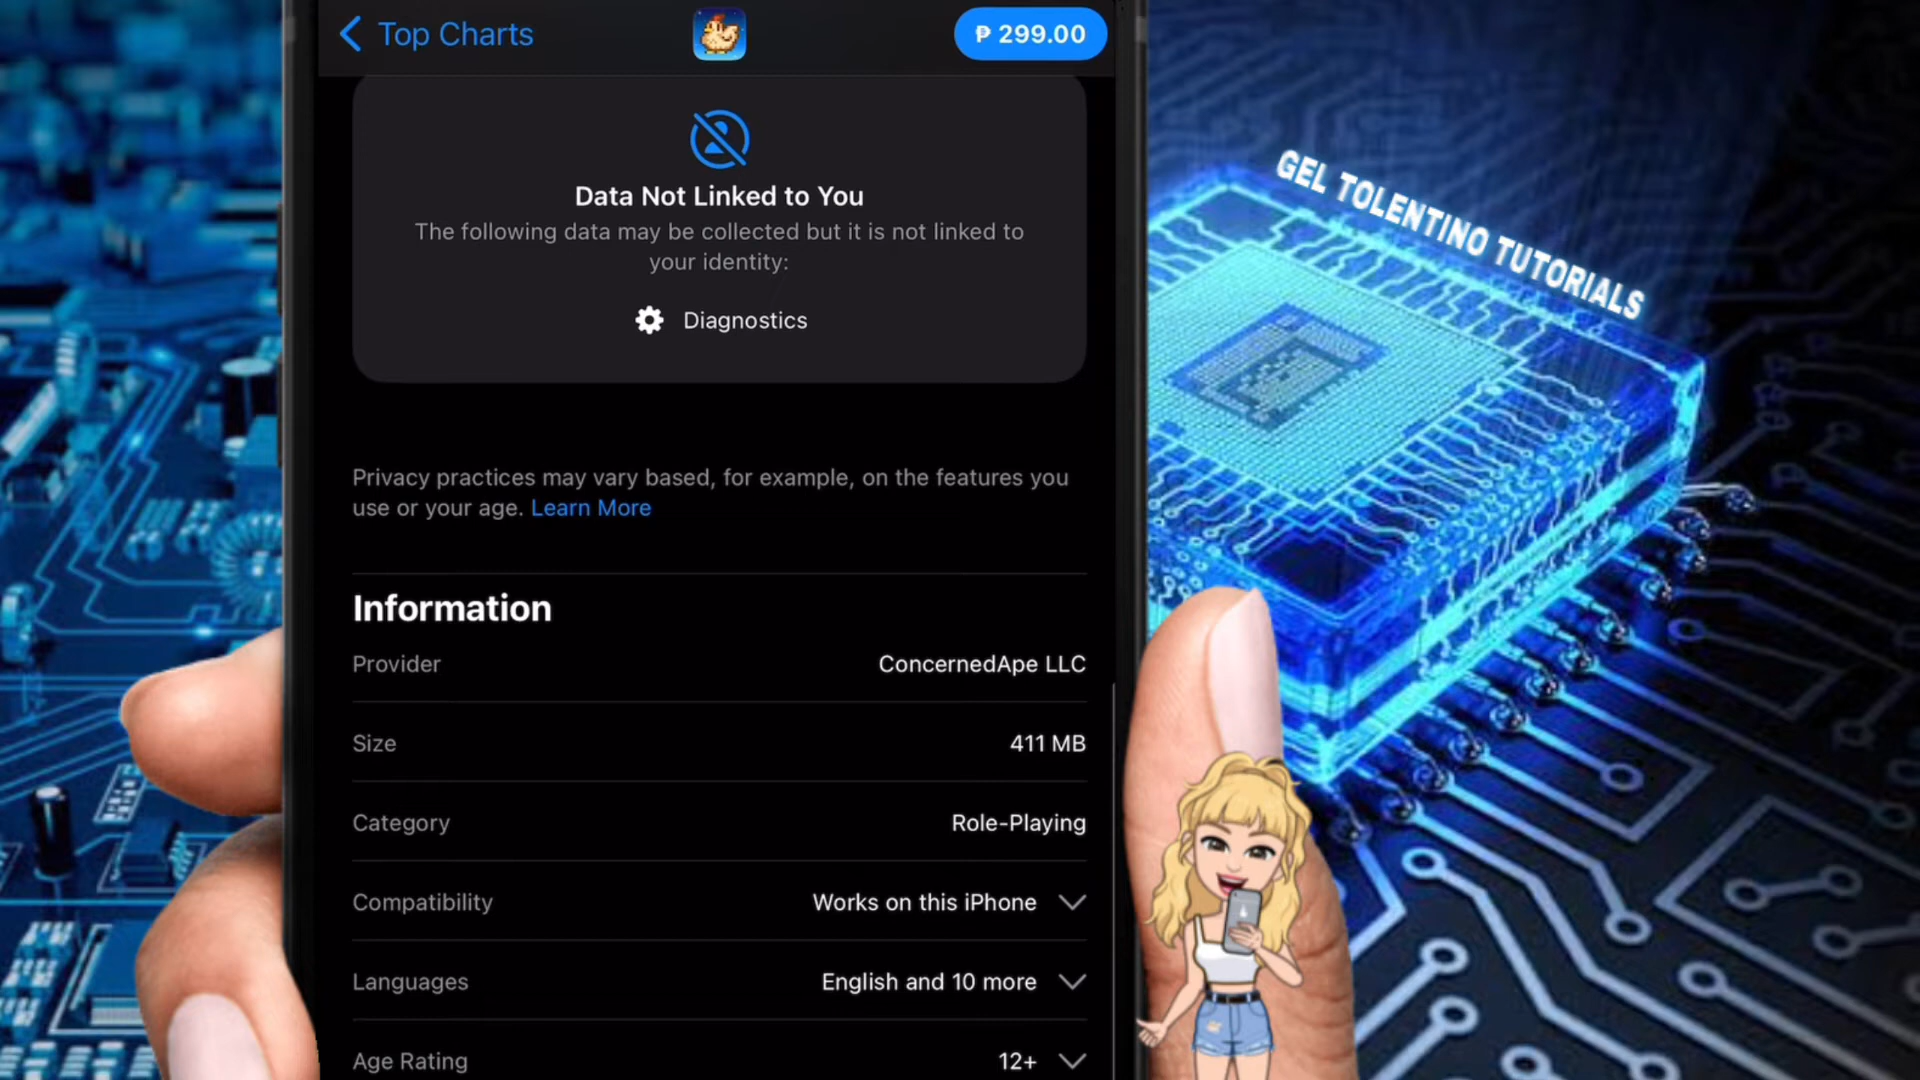 Top Charts
₱ 299.00
Data Not Linked to You
The following data may be collected but it is not linked to
your identity:
Diagnostics
Privacy practices may vary based, for example, on the features you
use or your age. Learn More
Information
Provider ConcernedApe LLC
Size 411 MB
Category Role-Playing
Compatibility Works on this iPhone
Languages English and 10 more
Age Rating 12+
GEL TOLENTINO TUTORIALS